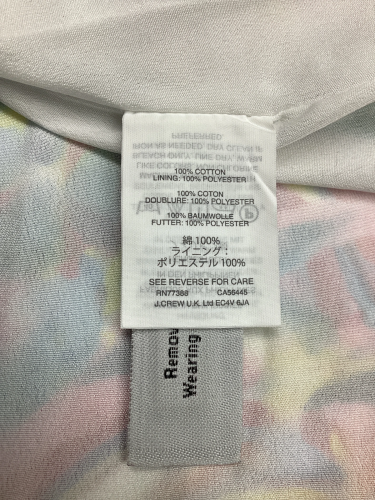 100% COTTON
LINING: 100% POLYESTER
100% COTON
DOUBLURE: 100% POLYESTER
100% BAUMWOLLE
FUTTER: 100% POLYESTER
綿 100%
ライニング：
ポリエステル 100%
SEE REVERSE FOR CARE
RN77388 CA56445
J.CREW U.K. Ltd EC4V 6JA
Remov
Wearing